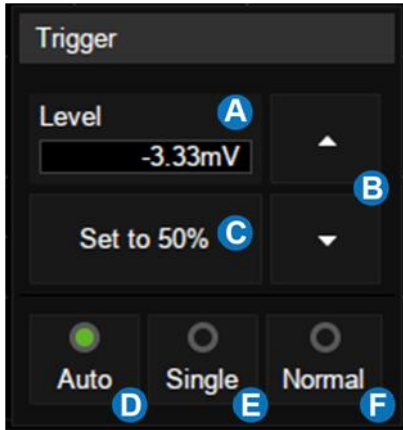 Trigger
Level A
-3.33mV
B
Set to 50% C
Auto Single Normal
D E F